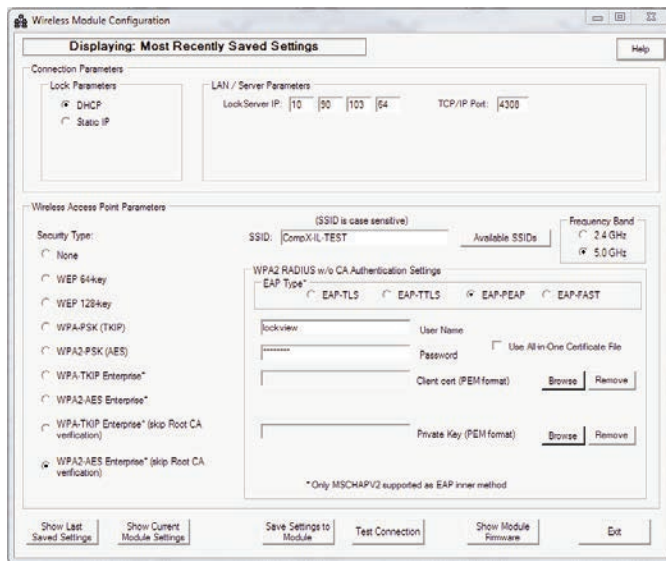 Wireless Module Configuration
Displaying: Most Recently Saved Settings
Help
Connection Parameters
Lock Parameters
DHCP
Static IP
LAN / Server Parameters
LockServer IP: 10 90 103 64 TCP/IP Port: 4308
Wireless Access Point Parameters
Security Type:
None
WEP 64-key
WEP 128-key
WPA-PSK (TKIP)
WPA2-PSK (AES)
WPA-TKIP Enterprise*
WPA2-AES Enterprise*
WPA-TKIP Enterprise* (skip Root CA
verification)
WPA2-AES Enterprise* (skip Root CA
verification)
(SSID is case sensitive)
SSID: CompX-IL-TEST Available SSIDs
Frequency Band
2.4 GHz
5.0 GHz
WPA2 RADIUS w/o CA Authentication Settings
EAP Type*
EAP-TLS EAP-TTLS EAP-PEAP EAP-FAST
lockview User Name
******** Password
Use All-in-One Certificate File
Client cert (PEM format) Browse Remove
Private Key (PEM format) Browse Remove
*Only MSCHAPV2 supported as EAP inner method
Show Last
Saved Settings
Show Current
Module Settings
Save Settings to
Module
Test Connection
Show Module
Firmware
Exit